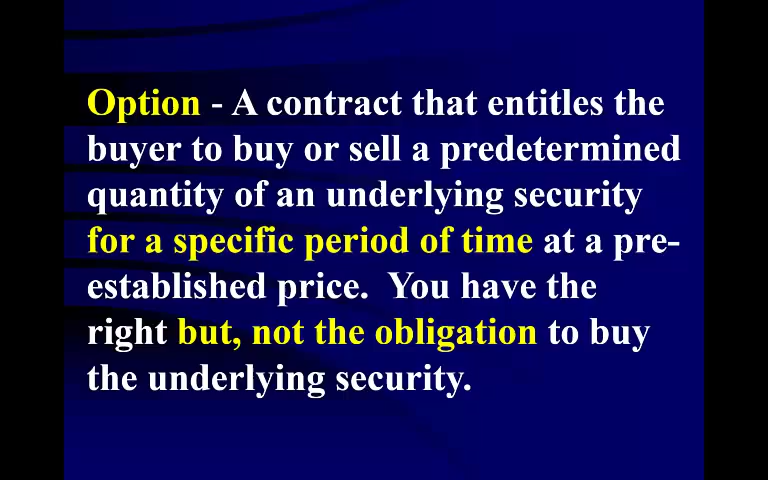 Option - A contract that entitles the
buyer to buy or sell a predetermined
quantity of an underlying security
for a specific period of time at a pre-
established price.  You have the
right but, not the obligation to buy
the underlying security.